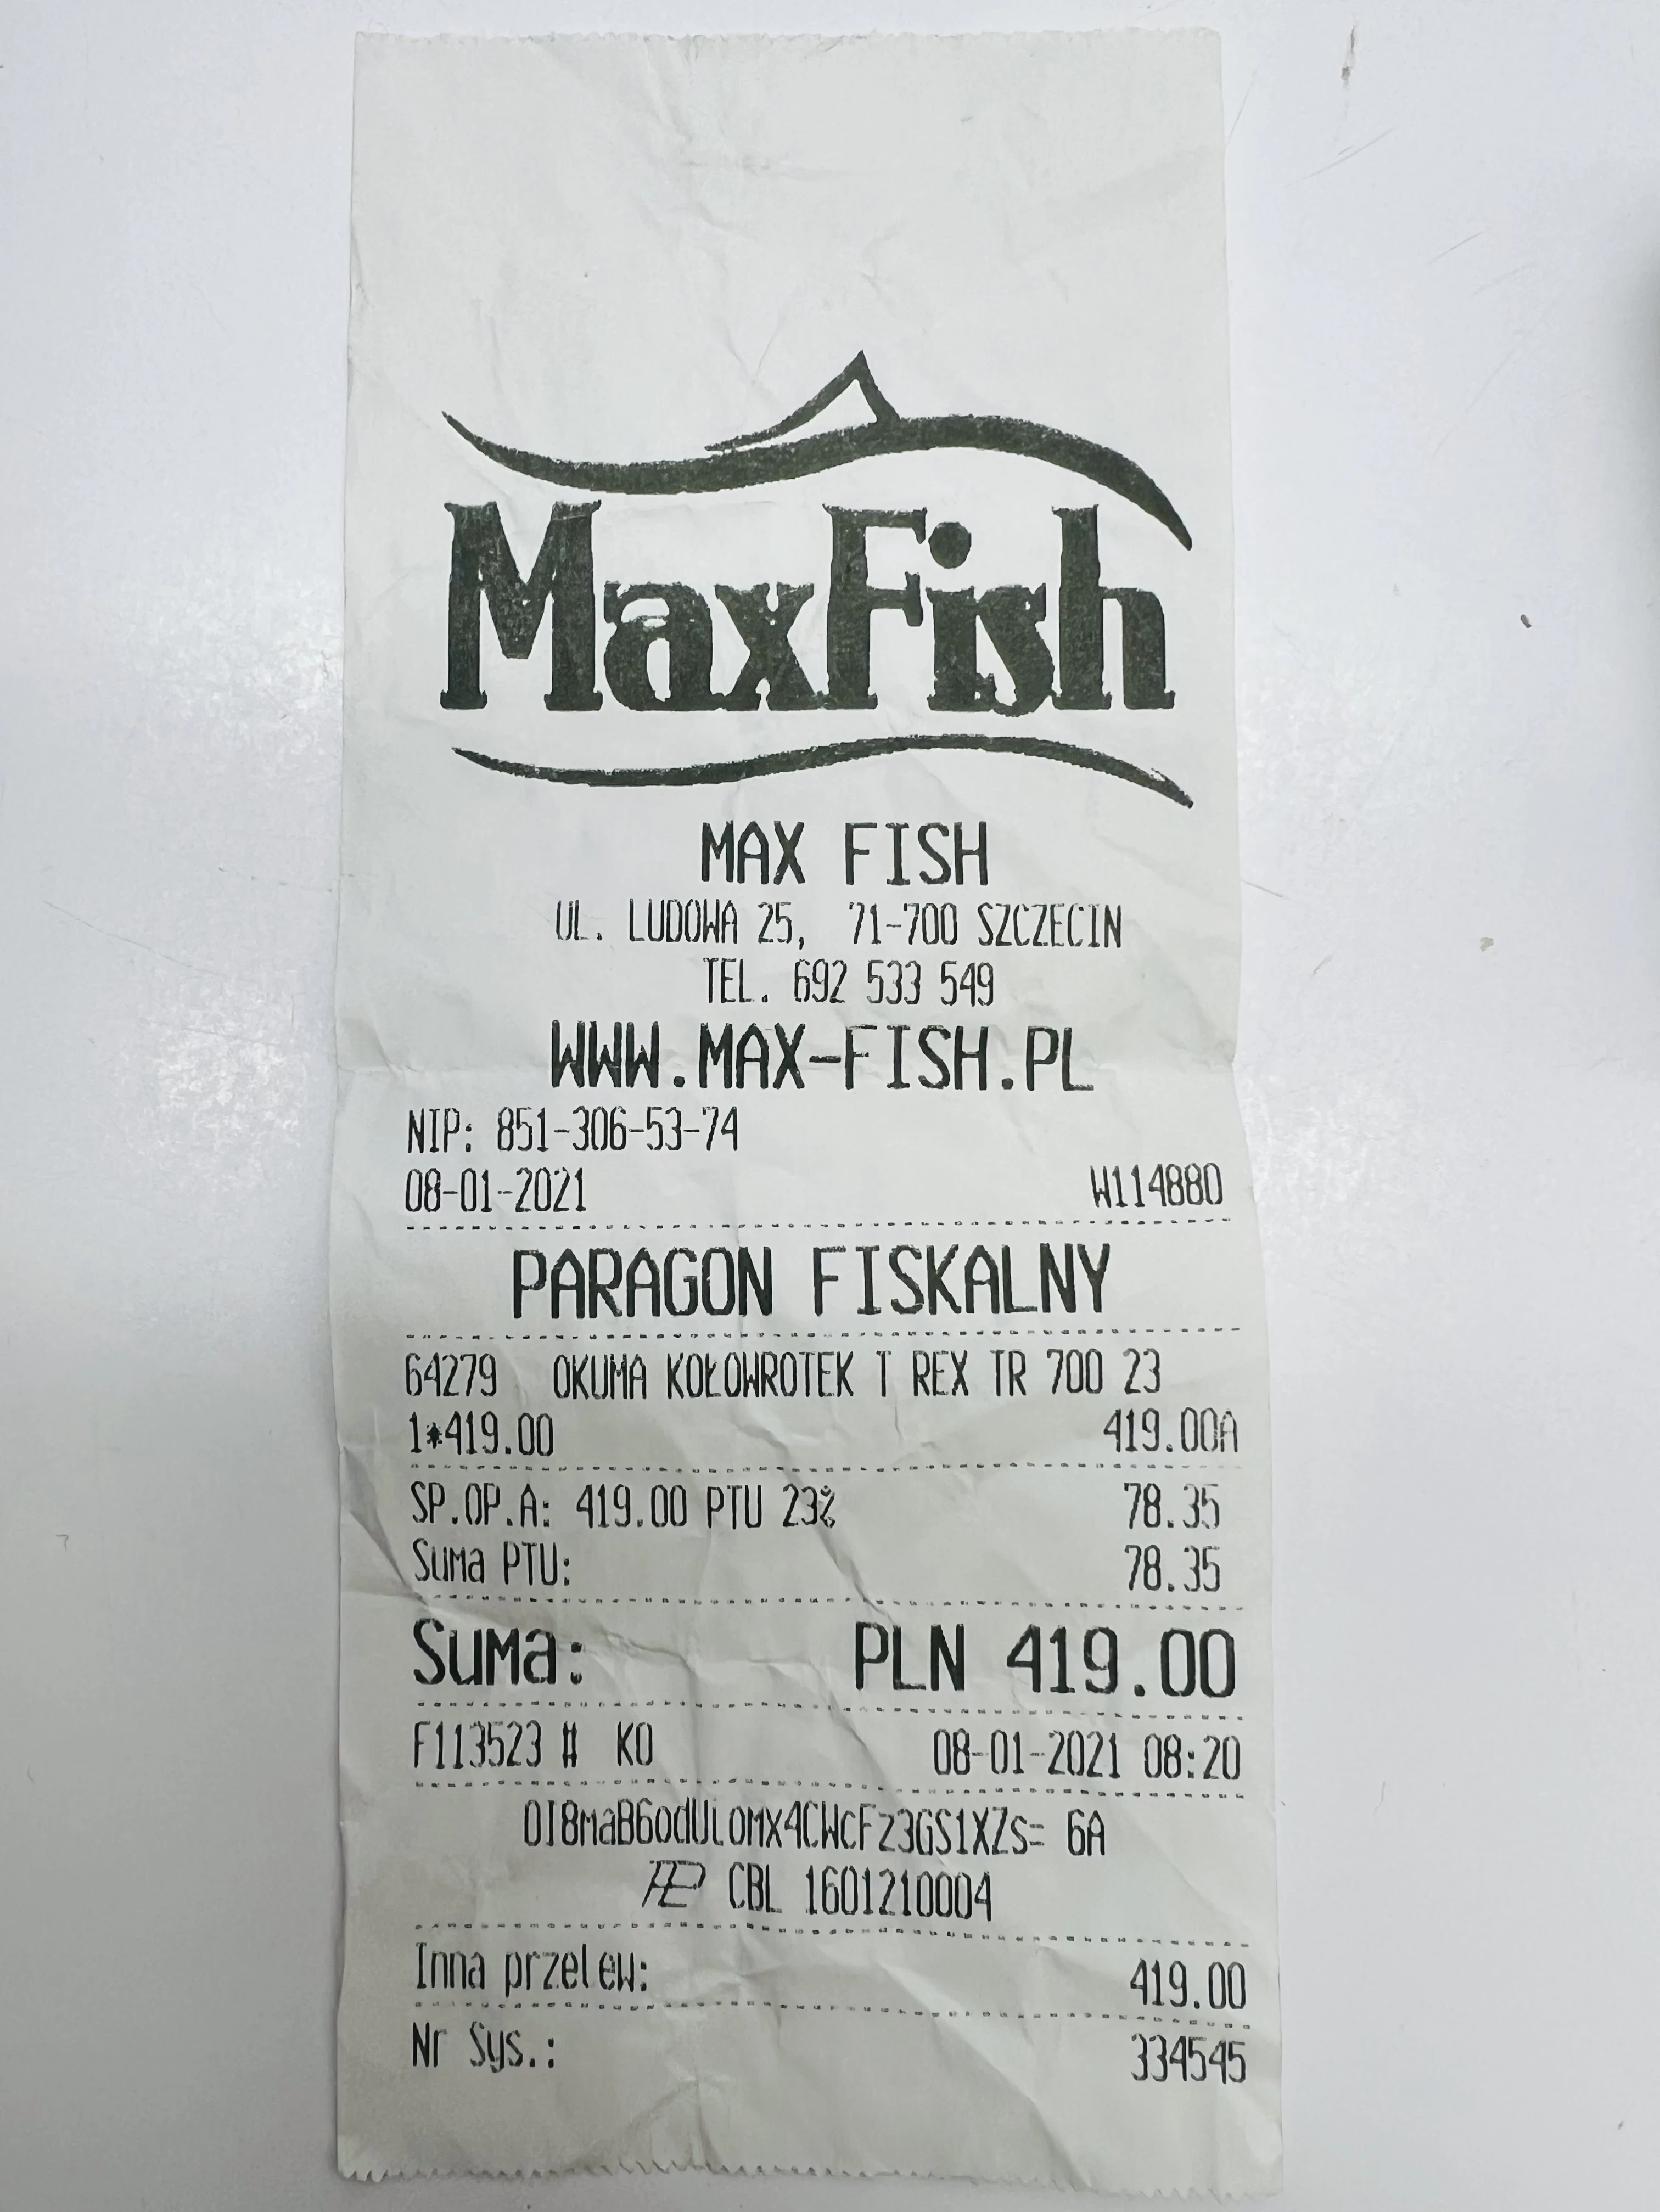 MaxFish
MAX FISH
UL. LUDOWA 25, 71-700 SZCZECIN
TEL. 692 533 549
WWW.MAX-FISH.PL
NIP: 851-306-53-74
08-01-2021 W114880
PARAGON FISKALNY
64279 OKUMA KOŁOWROTEK T REX TR 700 23
1*419.00 419.00A
SP.OP.A: 419.00 PTU 23% 78.35
Suma PTU: 78.35
Suma: PLN 419.00
F113523 # KO 08-01-2021 08:20
OI8maB6odUiomx4CWcFz3GS1XZs= 6A
CBL 1601210004
Inna przelew: 419.00
Nr Sys.: 334545